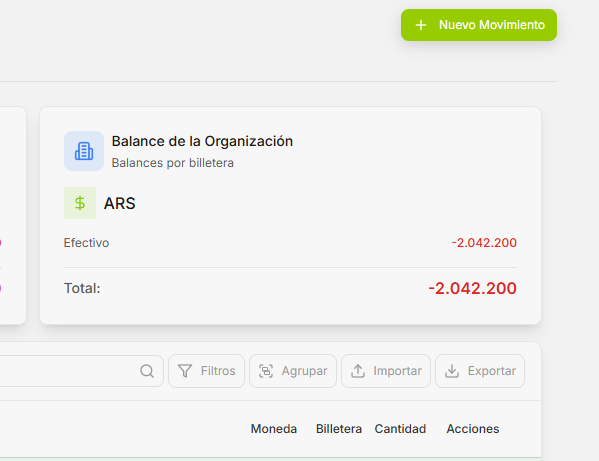 Nuevo Movimiento
Balance de la Organización
Balances por billetera
$ ARS
Efectivo -2.042.200
Total: -2.042.200
Filtros Agrupar Importar Exportar
Moneda Billetera Cantidad Acciones